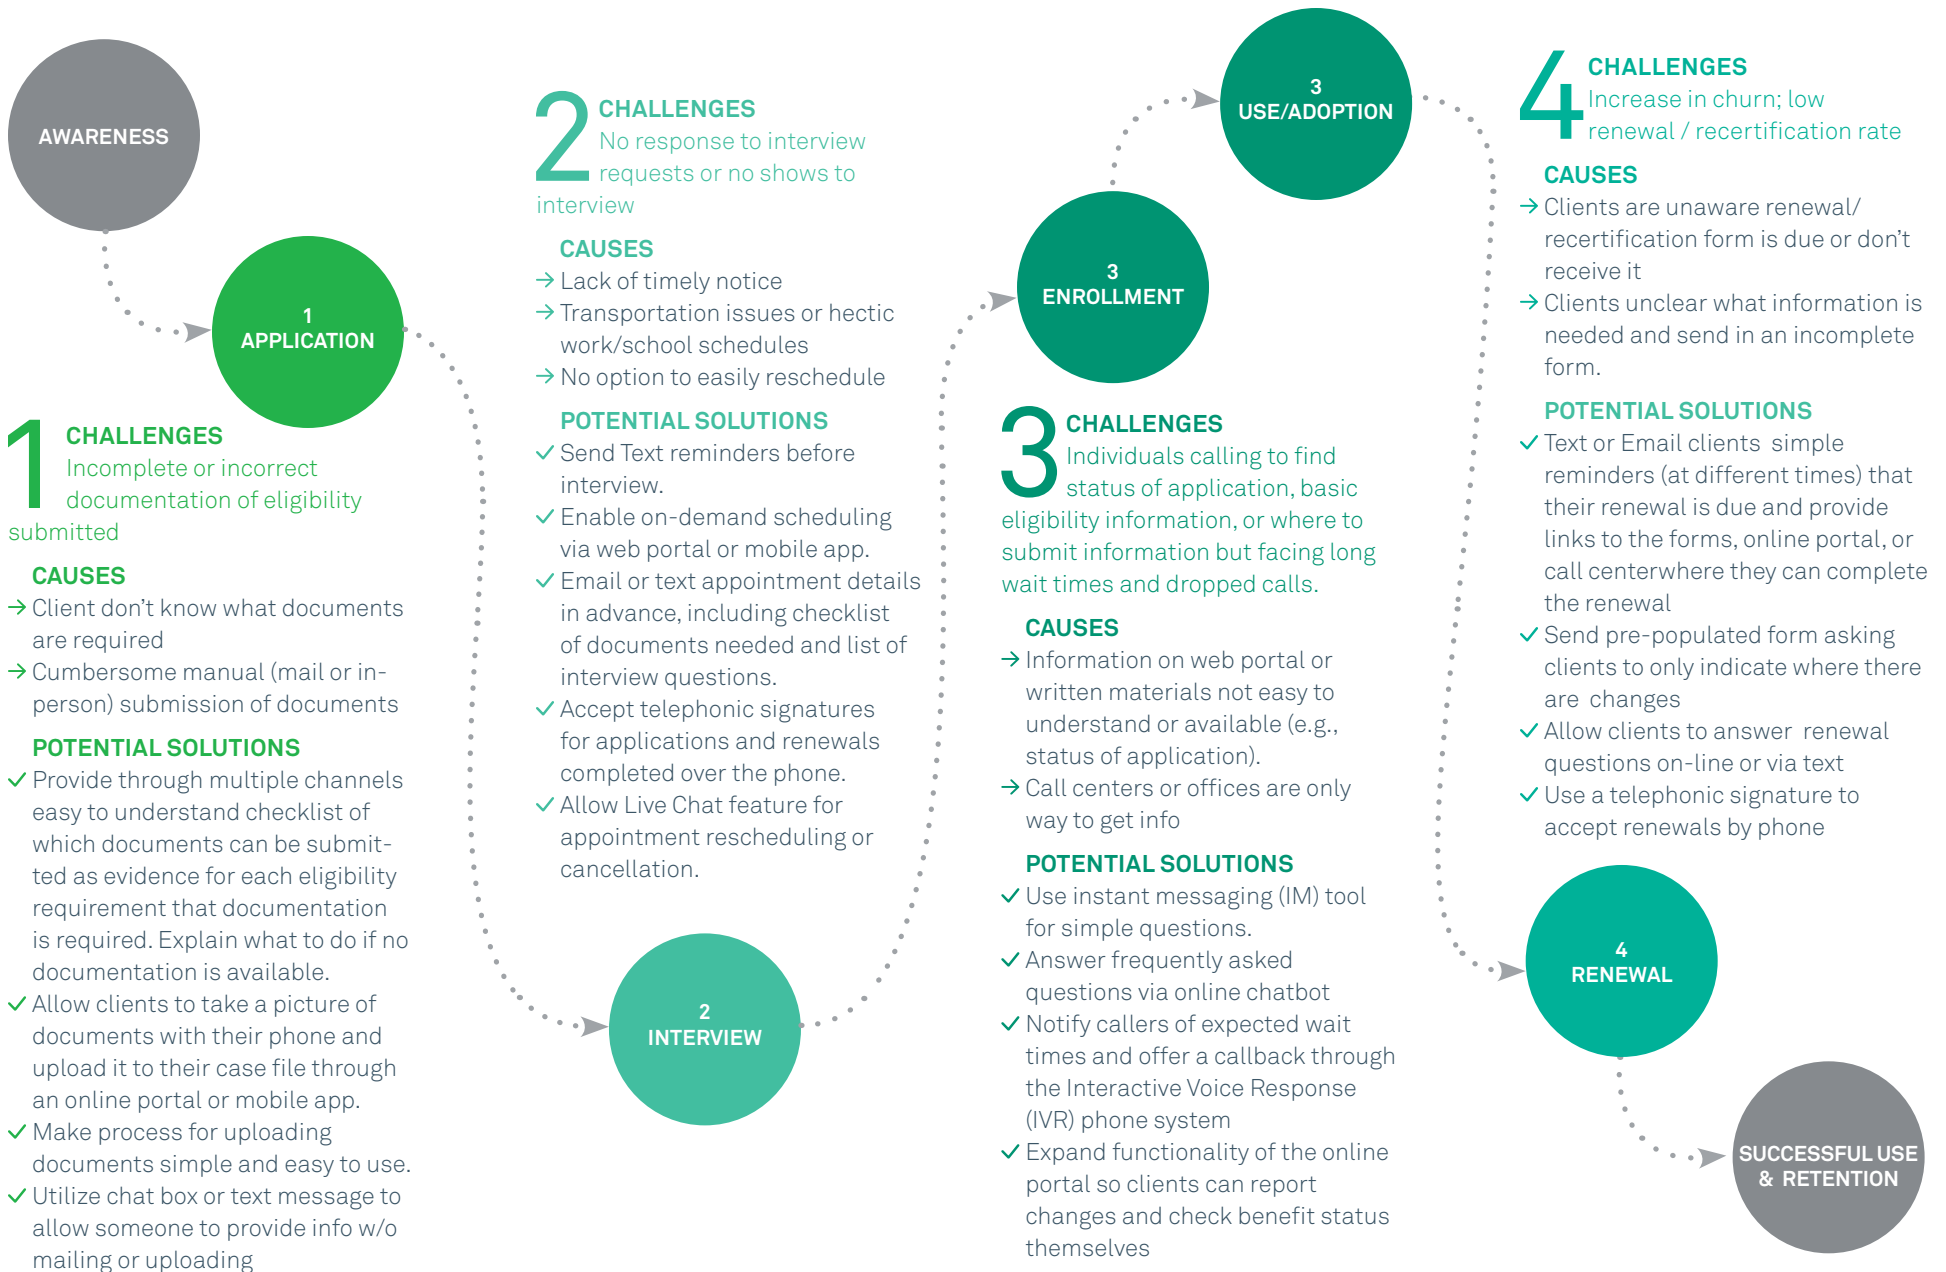 AWARENESS
1
APPLICATION
1
CHALLENGES
Incomplete or incorrect
documentation of eligibility
submitted
CAUSES
→ Client don't know what documents
are required
→ Cumbersome manual (mail or in-
person) submission of documents
POTENTIAL SOLUTIONS
✓ Provide through multiple channels
easy to understand checklist of
which documents can be submit-
ted as evidence for each eligibility
requirement that documentation
is required. Explain what to do if no
documentation is available.
✓ Allow clients to take a picture of
documents with their phone and
upload it to their case file through
an online portal or mobile app.
✓ Make process for uploading
documents simple and easy to use.
✓ Utilize chat box or text message to
allow someone to provide info w/o
mailing or uploading
2
CHALLENGES
No response to interview
requests or no shows to
interview
CAUSES
→ Lack of timely notice
→ Transportation issues or hectic
work/school schedules
→ No option to easily reschedule
POTENTIAL SOLUTIONS
✓ Send Text reminders before
interview.
✓ Enable on-demand scheduling
via web portal or mobile app.
✓ Email or text appointment details
in advance, including checklist
of documents needed and list of
interview questions.
✓ Accept telephonic signatures
for applications and renewals
completed over the phone.
✓ Allow Live Chat feature for
appointment rescheduling or
cancellation.
2
INTERVIEW
3
USE/ADOPTION
3
ENROLLMENT
3
CHALLENGES
Individuals calling to find
status of application, basic
eligibility information, or where to
submit information but facing long
wait times and dropped calls.
CAUSES
→ Information on web portal or
written materials not easy to
understand or available (e.g.,
status of application).
→ Call centers or offices are only
way to get info
POTENTIAL SOLUTIONS
✓ Use instant messaging (IM) tool
for simple questions.
✓ Answer frequently asked
questions via online chatbot
✓ Notify callers of expected wait
times and offer a callback through
the Interactive Voice Response
(IVR) phone system
✓ Expand functionality of the online
portal so clients can report
changes and check benefit status
themselves
4
CHALLENGES
Increase in churn; low
renewal / recertification rate
CAUSES
→ Clients are unaware renewal/
recertification form is due or don't
receive it
→ Clients unclear what information is
needed and send in an incomplete
form.
POTENTIAL SOLUTIONS
✓ Text or Email clients simple
reminders (at different times) that
their renewal is due and provide
links to the forms, online portal, or
call centerwhere they can complete
the renewal
✓ Send pre-populated form asking
clients to only indicate where there
are changes
✓ Allow clients to answer renewal
questions on-line or via text
✓ Use a telephonic signature to
accept renewals by phone
4
RENEWAL
SUCCESSFUL USE
& RETENTION